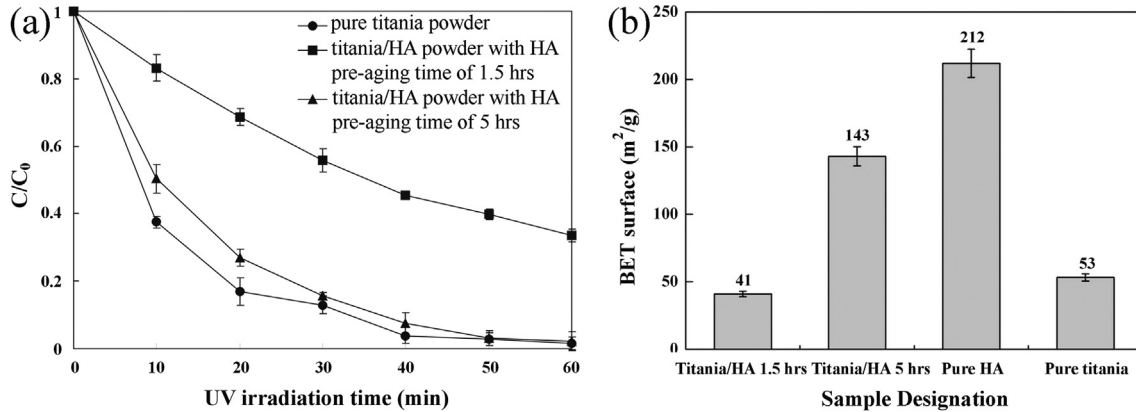 (a)
pure titania powder
titania/HA powder with HA
pre-aging time of 1.5 hrs
titania/HA powder with HA
pre-aging time of 5 hrs
1
0.8
0.6
0.4
0.2
0
C/C0
0 10 20 30 40 50 60
UV irradiation time (min)
(b)
250
200
150
100
50
0
BET surface (m²/g)
41
143
212
53
Titania/HA 1.5 hrs Titania/HA 5 hrs Pure HA Pure titania
Sample Designation